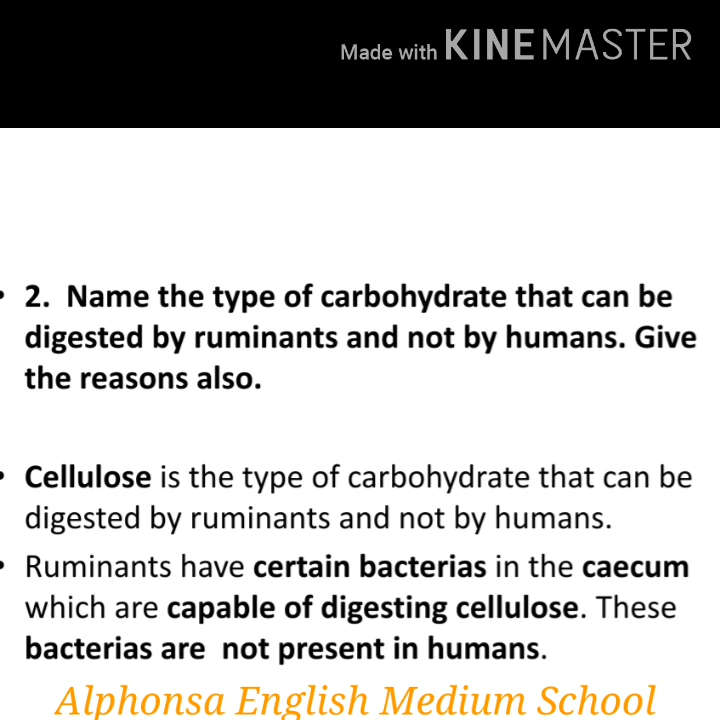 Made with KINEMASTER
• 2. Name the type of carbohydrate that can be
digested by ruminants and not by humans. Give
the reasons also.
• Cellulose is the type of carbohydrate that can be
digested by ruminants and not by humans.
• Ruminants have certain bacterias in the caecum
which are capable of digesting cellulose. These
bacterias are not present in humans.
Alphonsa English Medium School